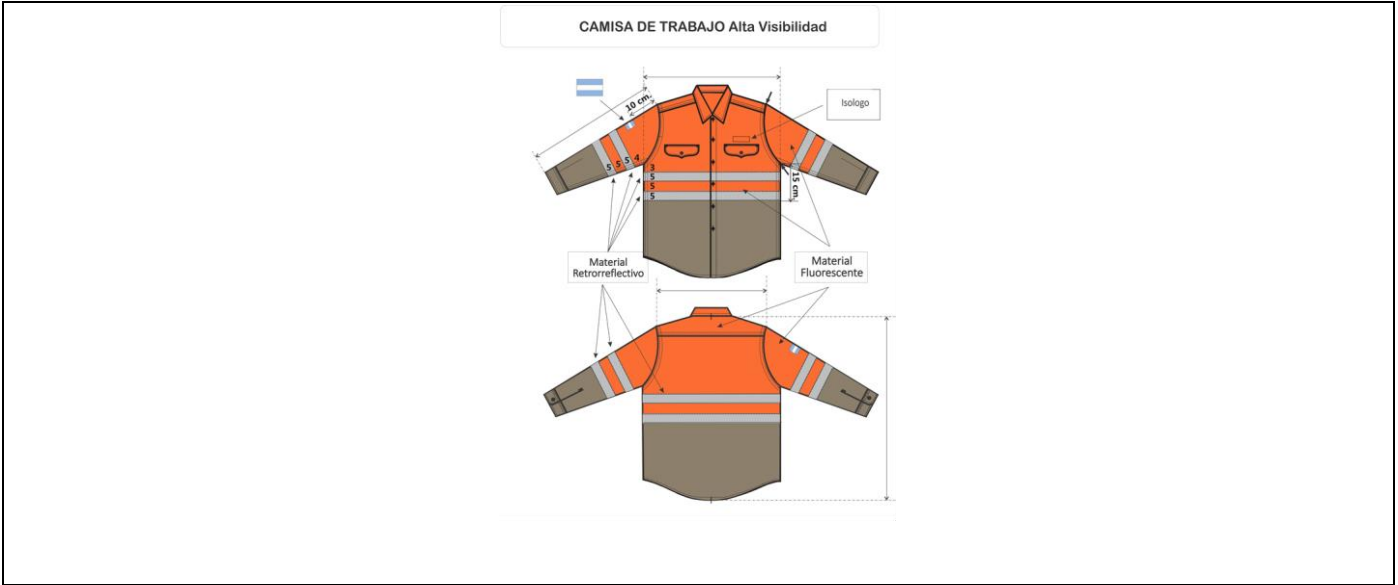 CAMISA DE TRABAJO Alta Visibilidad
10 cm.
Isologo
5 5 5 4
3
5
5
5
15 cm.
Material
Retrorreflectivo
Material
Fluorescente